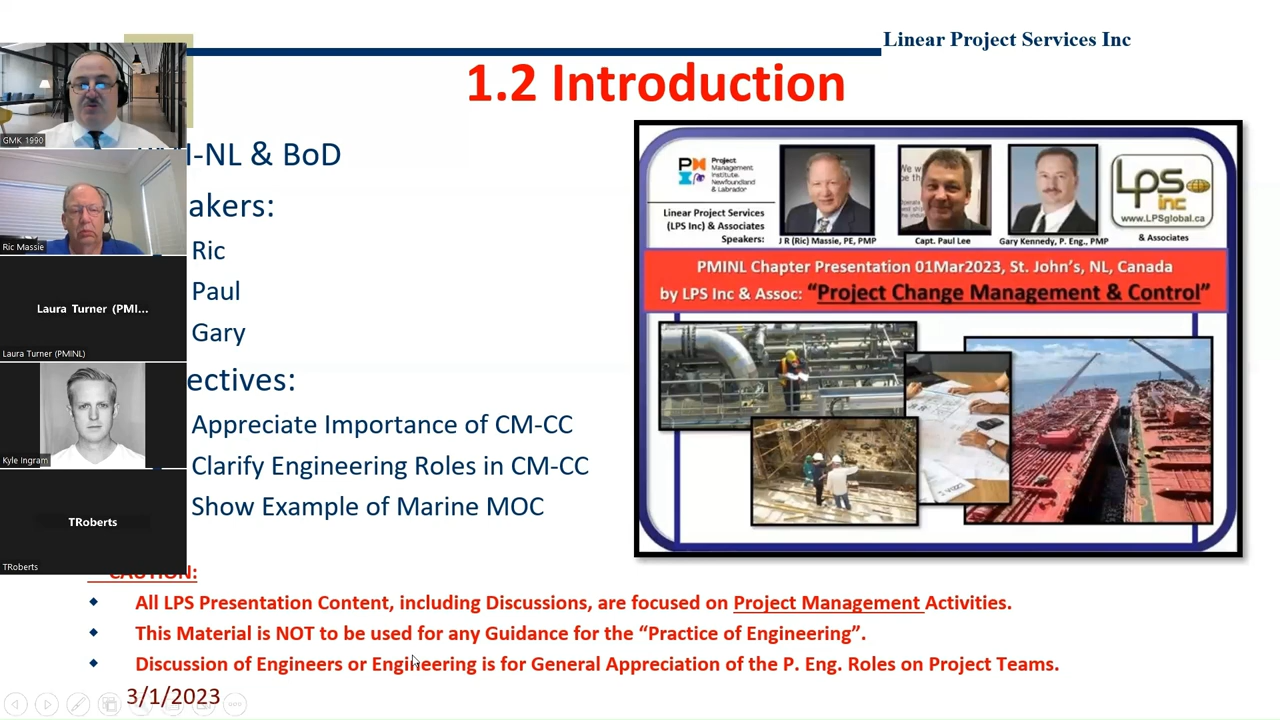 Linear Project Services Inc
1.2 Introduction
GMK 1990
I-NL & BoD
akers:
Ric Massie
Ric
Paul
Laura Turner (PMI...
Gary
Laura Turner (PMINL)
ectives:
Appreciate Importance of CM-CC
Kyle Ingram
Clarify Engineering Roles in CM-CC
Show Example of Marine MOC
TRoberts
TRoberts
PM
Project
Management
Institute.
Newfoundland
& Labrador
Linear Project Services
(LPS Inc) & Associates
Speakers:
J R (Ric) Massie, PE, PMP
We w
be th
Capt. Paul Lee
Gary Kennedy, P. Eng., PMP
Lps
inc
www.LPSglobal.ca
& Associates
PMINL Chapter Presentation 01Mar2023, St. John's, NL, Canada
by LPS Inc & Assoc: "Project Change Management & Control"
CAUTION:
All LPS Presentation Content, including Discussions, are focused on Project Management Activities.
This Material is NOT to be used for any Guidance for the “Practice of Engineering”.
Discussion of Engineers or Engineering is for General Appreciation of the P. Eng. Roles on Project Teams.
3/1/2023